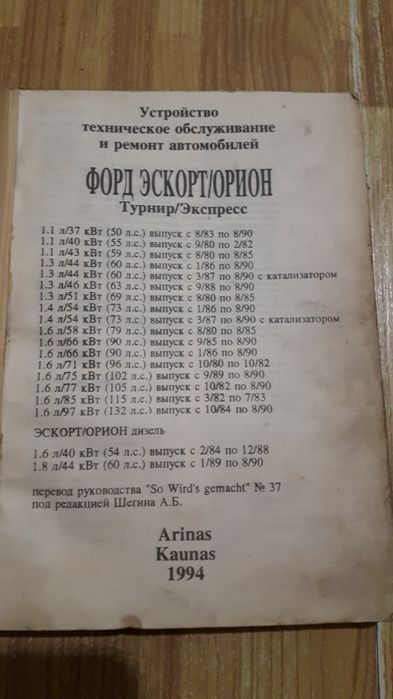 Устройство
техническое обслуживание
и ремонт автомобилей
ФОРД ЭСКОРТ/ОРИОН
Турнир/Экспресс
1.1 л/37 кВт (50 л.с.) выпуск с 8/83 по 8/90
1.1 л/40 кВт (55 л.с.) выпуск с 9/80 по 2/82
1.1 л/43 кВт (59 л.с.) выпуск с 8/80 по 8/85
1.3 л/44 кВт (60 л.с.) выпуск с 1/86 по 8/90
1.3 л/44 кВт (60 л.с.) выпуск с 3/87 по 8/90 с катализатором
1.3 л/46 кВт (63 л.с.) выпуск с 9/88 по 8/90
1.3 л/51 кВт (69 л.с.) выпуск с 8/80 по 8/85
1.4 л/54 кВт (73 л.с.) выпуск с 1/86 по 8/90
1.4 л/54 кВт (73 л.с.) выпуск с 3/87 по 8/90 с катализатором
1.6 л/58 кВт (79 л.с.) выпуск с 8/80 по 8/85
1.6 л/66 кВт (90 л.с.) выпуск с 9/85 по 8/90
1.6 л/66 кВт (90 л.с.) выпуск с 1/86 по 8/90
1.6 л/71 кВт (96 л.с.) выпуск с 10/80 по 10/82
1.6 л/75 кВт (102 л.с.) выпуск с 9/89 по 8/90
1.6 л/77 кВт (105 л.с.) выпуск с 10/82 по 8/90
1.6 л/85 кВт (115 л.с.) выпуск с 3/82 по 7/83
1.6 л/97 кВт (132 л.с.) выпуск с 10/84 по 8/90
ЭСКОРТ/ОРИОН дизель
1.6 л/40 кВт (54 л.с.) выпуск с 2/84 по 12/88
1.8 л/44 кВт (60 л.с.) выпуск с 1/89 по 8/90
перевод руководства "So Wird's gemacht" № 37
под редакцией Шегина А.Б.
Arinas
Kaunas
1994